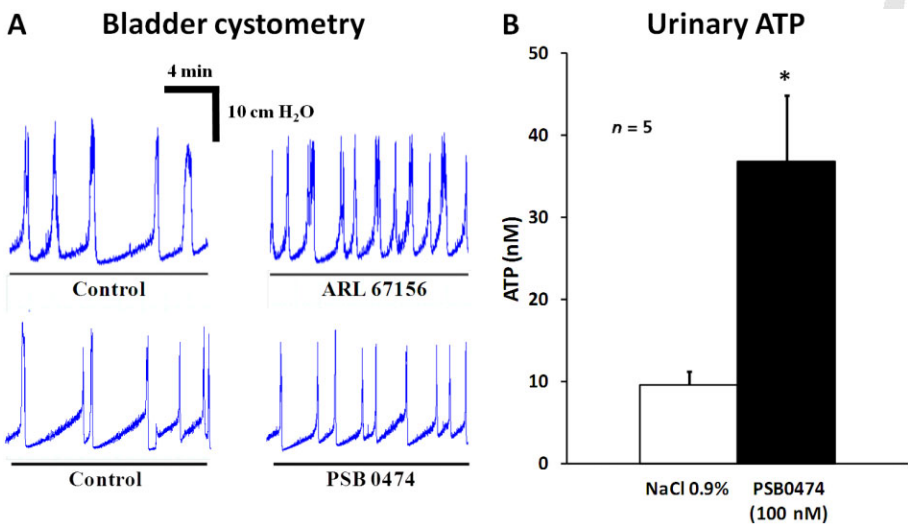 A Bladder cystometry
4 min
10 cm H₂O
Control
ARL 67156
Control
PSB 0474
B Urinary ATP
50
*
n = 5
40
30
ATP (nM)
20
10
0
NaCl 0.9%
PSB0474
(100 nM)